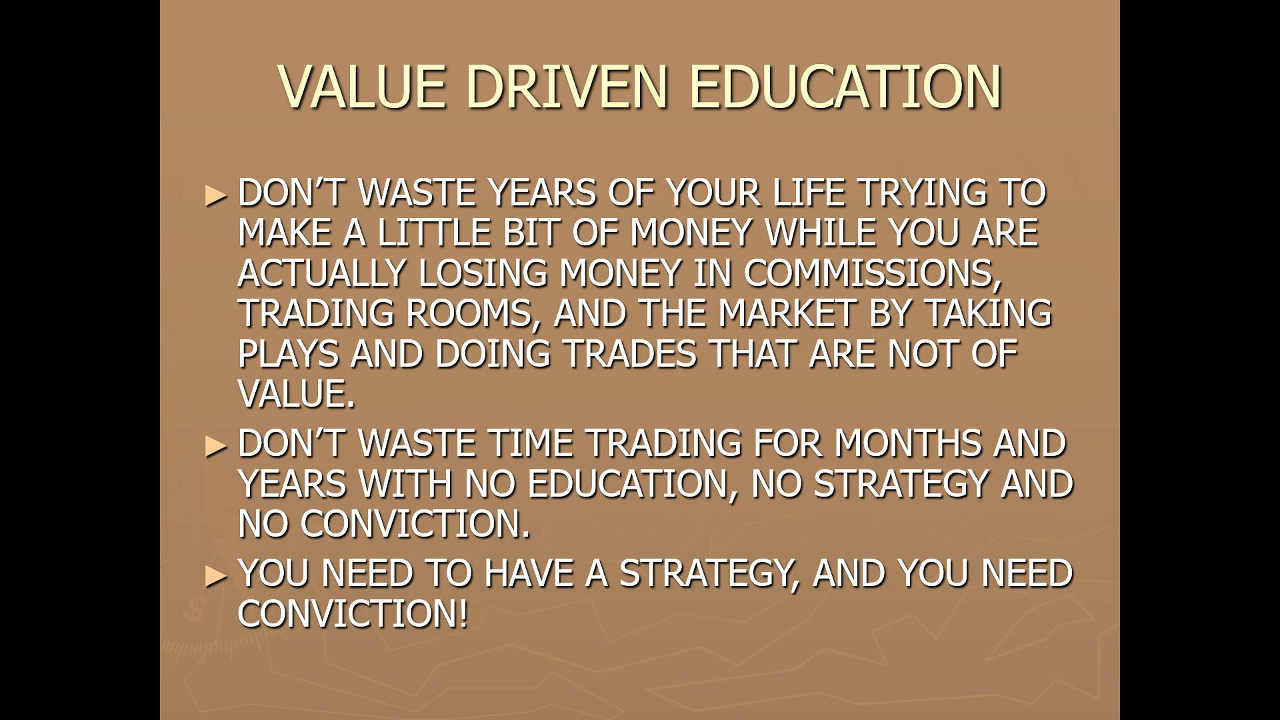 VALUE DRIVEN EDUCATION
► DON’T WASTE YEARS OF YOUR LIFE TRYING TO
MAKE A LITTLE BIT OF MONEY WHILE YOU ARE
ACTUALLY LOSING MONEY IN COMMISSIONS,
TRADING ROOMS, AND THE MARKET BY TAKING
PLAYS AND DOING TRADES THAT ARE NOT OF
VALUE.
► DON’T WASTE TIME TRADING FOR MONTHS AND
YEARS WITH NO EDUCATION, NO STRATEGY AND
NO CONVICTION.
► YOU NEED TO HAVE A STRATEGY, AND YOU NEED
CONVICTION!